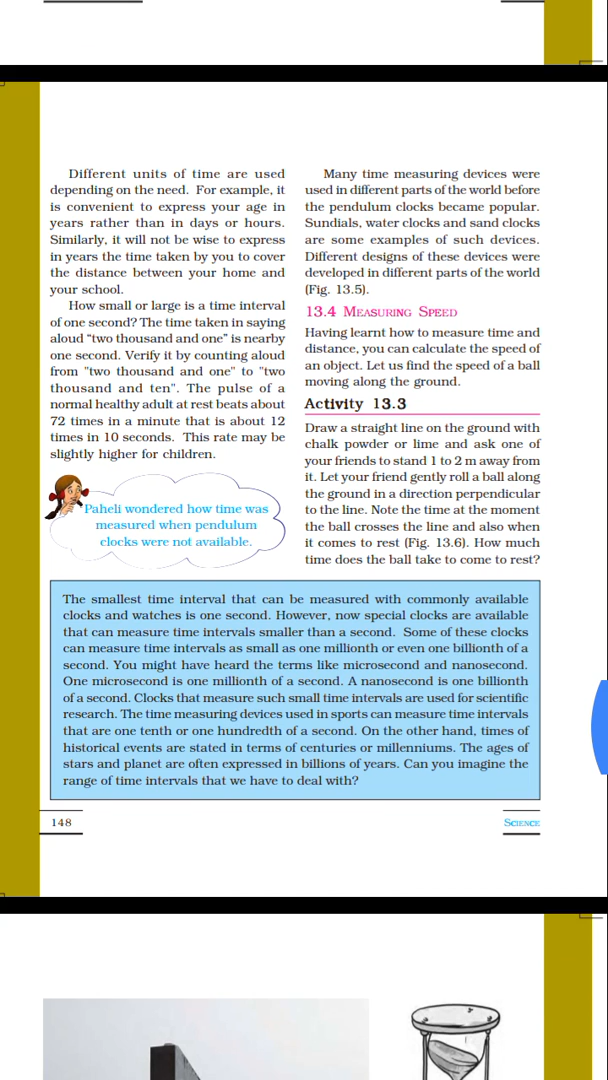 Different units of time are used
depending on the need. For example, it
is convenient to express your age in
years rather than in days or hours.
Similarly, it will not be wise to express
in years the time taken by you to cover
the distance between your home and
your school.
How small or large is a time interval
of one second? The time taken in saying
aloud “two thousand and one” is nearby
one second. Verify it by counting aloud
from "two thousand and one" to "two
thousand and ten". The pulse of a
normal healthy adult at rest beats about
72 times in a minute that is about 12
times in 10 seconds. This rate may be
slightly higher for children.
Paheli wondered how time was
measured when pendulum
clocks were not available.
Many time measuring devices were
used in different parts of the world before
the pendulum clocks became popular.
Sundials, water clocks and sand clocks
are some examples of such devices.
Different designs of these devices were
developed in different parts of the world
(Fig. 13.5).
13.4 MEASURING SPEED
Having learnt how to measure time and
distance, you can calculate the speed of
an object. Let us find the speed of a ball
moving along the ground.
Activity 13.3
Draw a straight line on the ground with
chalk powder or lime and ask one of
your friends to stand 1 to 2 m away from
it. Let your friend gently roll a ball along
the ground in a direction perpendicular
to the line. Note the time at the moment
the ball crosses the line and also when
it comes to rest (Fig. 13.6). How much
time does the ball take to come to rest?
The smallest time interval that can be measured with commonly available
clocks and watches is one second. However, now special clocks are available
that can measure time intervals smaller than a second. Some of these clocks
can measure time intervals as small as one millionth or even one billionth of a
second. You might have heard the terms like microsecond and nanosecond.
One microsecond is one millionth of a second. A nanosecond is one billionth
of a second. Clocks that measure such small time intervals are used for scientific
research. The time measuring devices used in sports can measure time intervals
that are one tenth or one hundredth of a second. On the other hand, times of
historical events are stated in terms of centuries or millenniums. The ages of
stars and planet are often expressed in billions of years. Can you imagine the
range of time intervals that we have to deal with?
148
SCIENCE